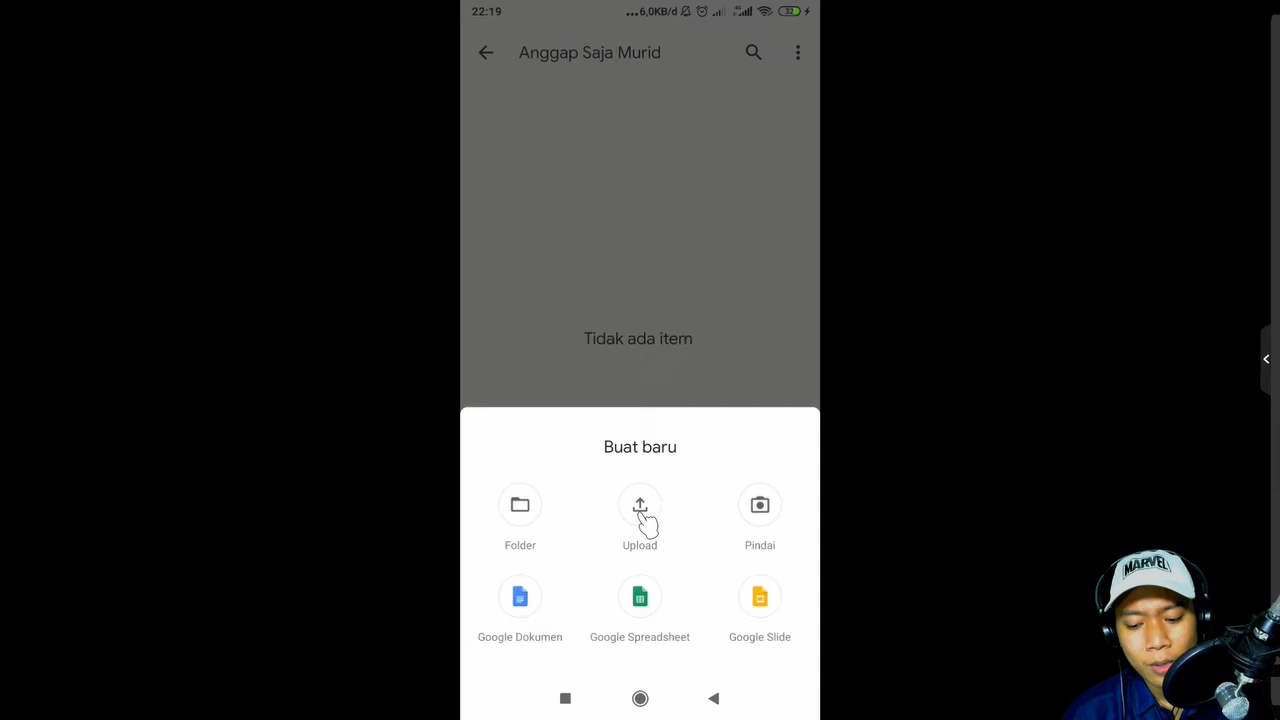 22:19
...6,0KB/d
4G
32
Anggap Saja Murid
Tidak ada item
Buat baru
Folder
Upload
Pindai
Google Dokumen
Google Spreadsheet
Google Slide
MARVEL